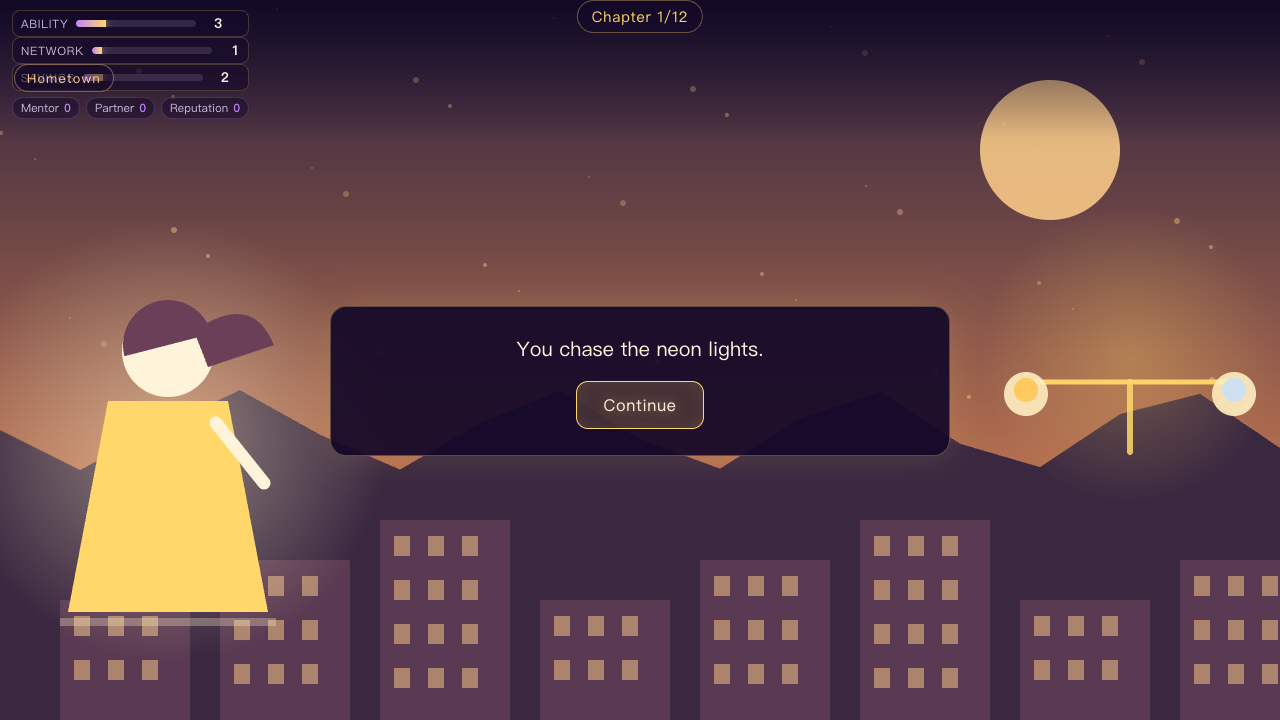 Chapter 1/12
ABILITY 3
NETWORK 1
Hometown 2
Mentor 0 Partner 0 Reputation 0
You chase the neon lights.
Continue